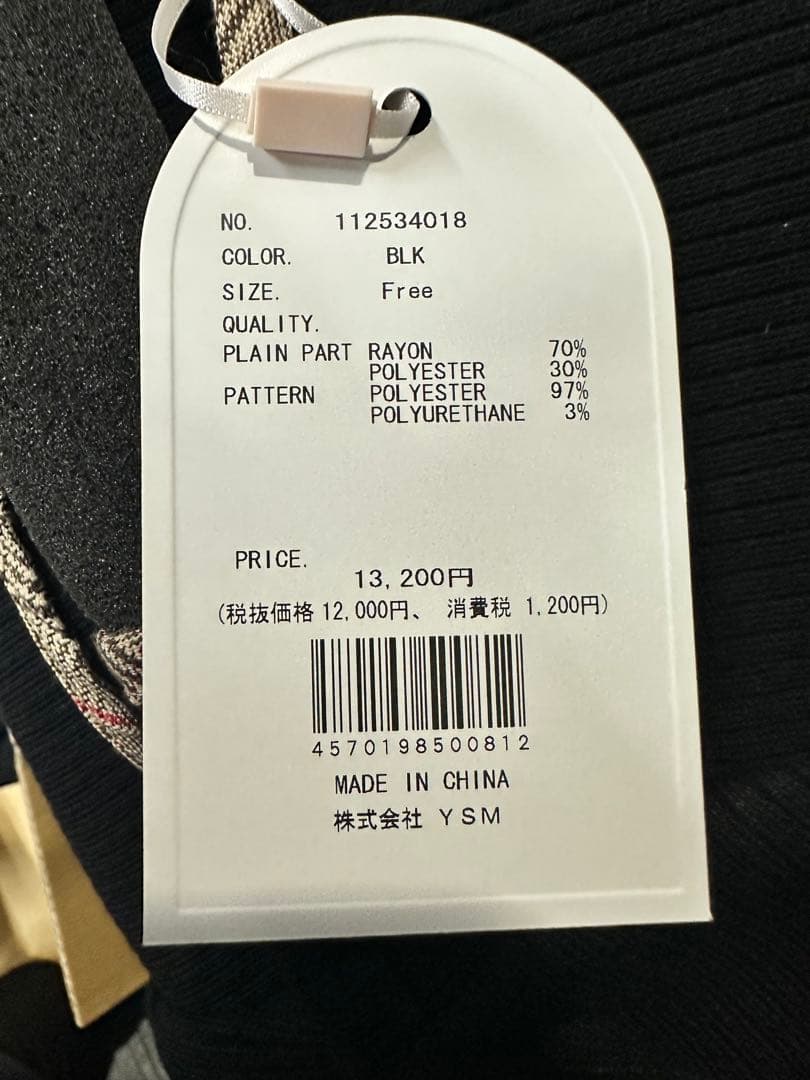 NO. 112534018
COLOR. BLK
SIZE. Free
QUALITY.
PLAIN PART RAYON 70%
POLYESTER 30%
PATTERN POLYESTER 97%
POLYURETHANE 3%
PRICE.
13,200円
(税抜価格 12,000円、 消費税 1,200円)
4570198500812
MADE IN CHINA
株式会社 YSM